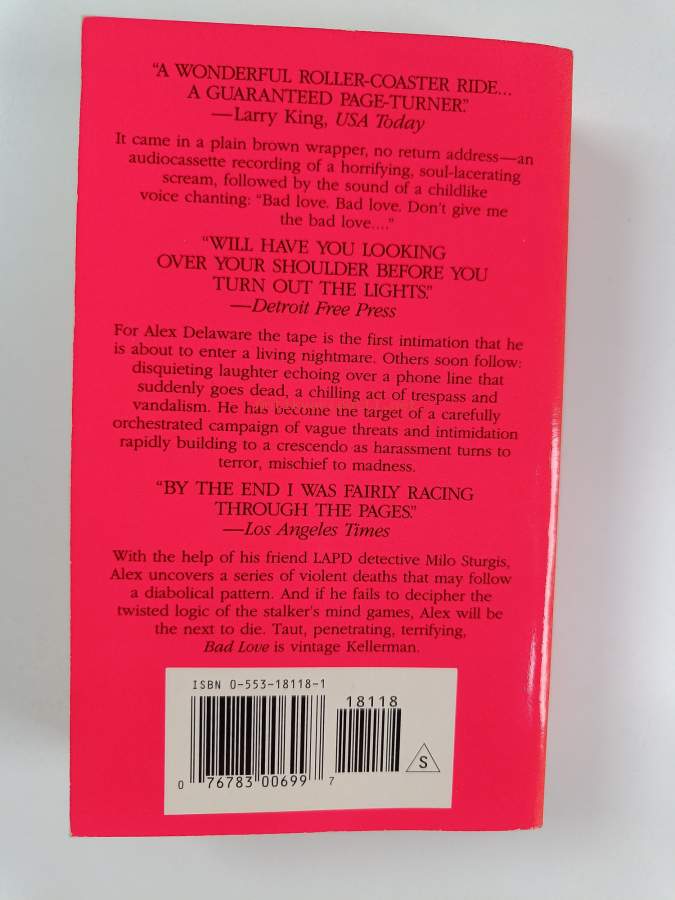 "A WONDERFUL ROLLER-COASTER RIDE...
A GUARANTEED PAGE-TURNER."
—Larry King, USA Today
It came in a plain brown wrapper, no return address—an
audiocassette recording of a horrifying, soul-lacerating
scream, followed by the sound of a childlike
voice chanting: "Bad love. Bad love. Don't give me
the bad love...."
"WILL HAVE YOU LOOKING
OVER YOUR SHOULDER BEFORE YOU
TURN OUT THE LIGHTS."
—Detroit Free Press
For Alex Delaware the tape is the first intimation that he
is about to enter a living nightmare. Others soon follow:
disquieting laughter echoing over a phone line that
suddenly goes dead, a chilling act of trespass and
vandalism. He has become the target of a carefully
orchestrated campaign of vague threats and intimidation
rapidly building to a crescendo as harassment turns to
terror, mischief to madness.
"BY THE END I WAS FAIRLY RACING
THROUGH THE PAGES."
—Los Angeles Times
With the help of his friend LAPD detective Milo Sturgis,
Alex uncovers a series of violent deaths that may follow
a diabolical pattern. And if he fails to decipher the
twisted logic of the stalker's mind games, Alex will be
the next to die. Taut, penetrating, terrifying,
Bad Love is vintage Kellerman.
ISBN 0-553-18118-1
18118
S
0 76783 00699 7